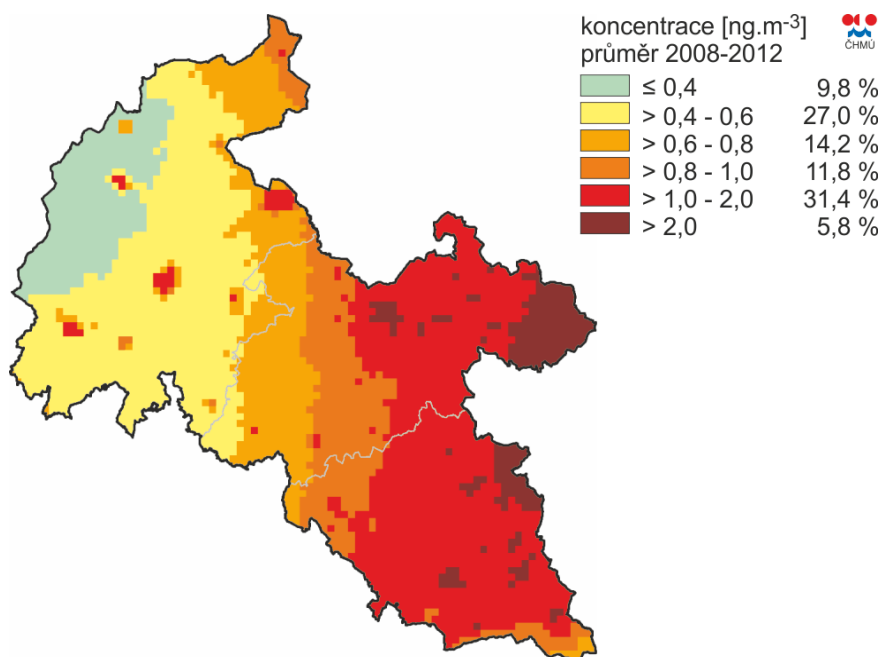 koncentrace [ng.m⁻³]
průměr 2008-2012
ČHMÚ
≤ 0,4 9,8 %
> 0,4 - 0,6 27,0 %
> 0,6 - 0,8 14,2 %
> 0,8 - 1,0 11,8 %
> 1,0 - 2,0 31,4 %
> 2,0 5,8 %